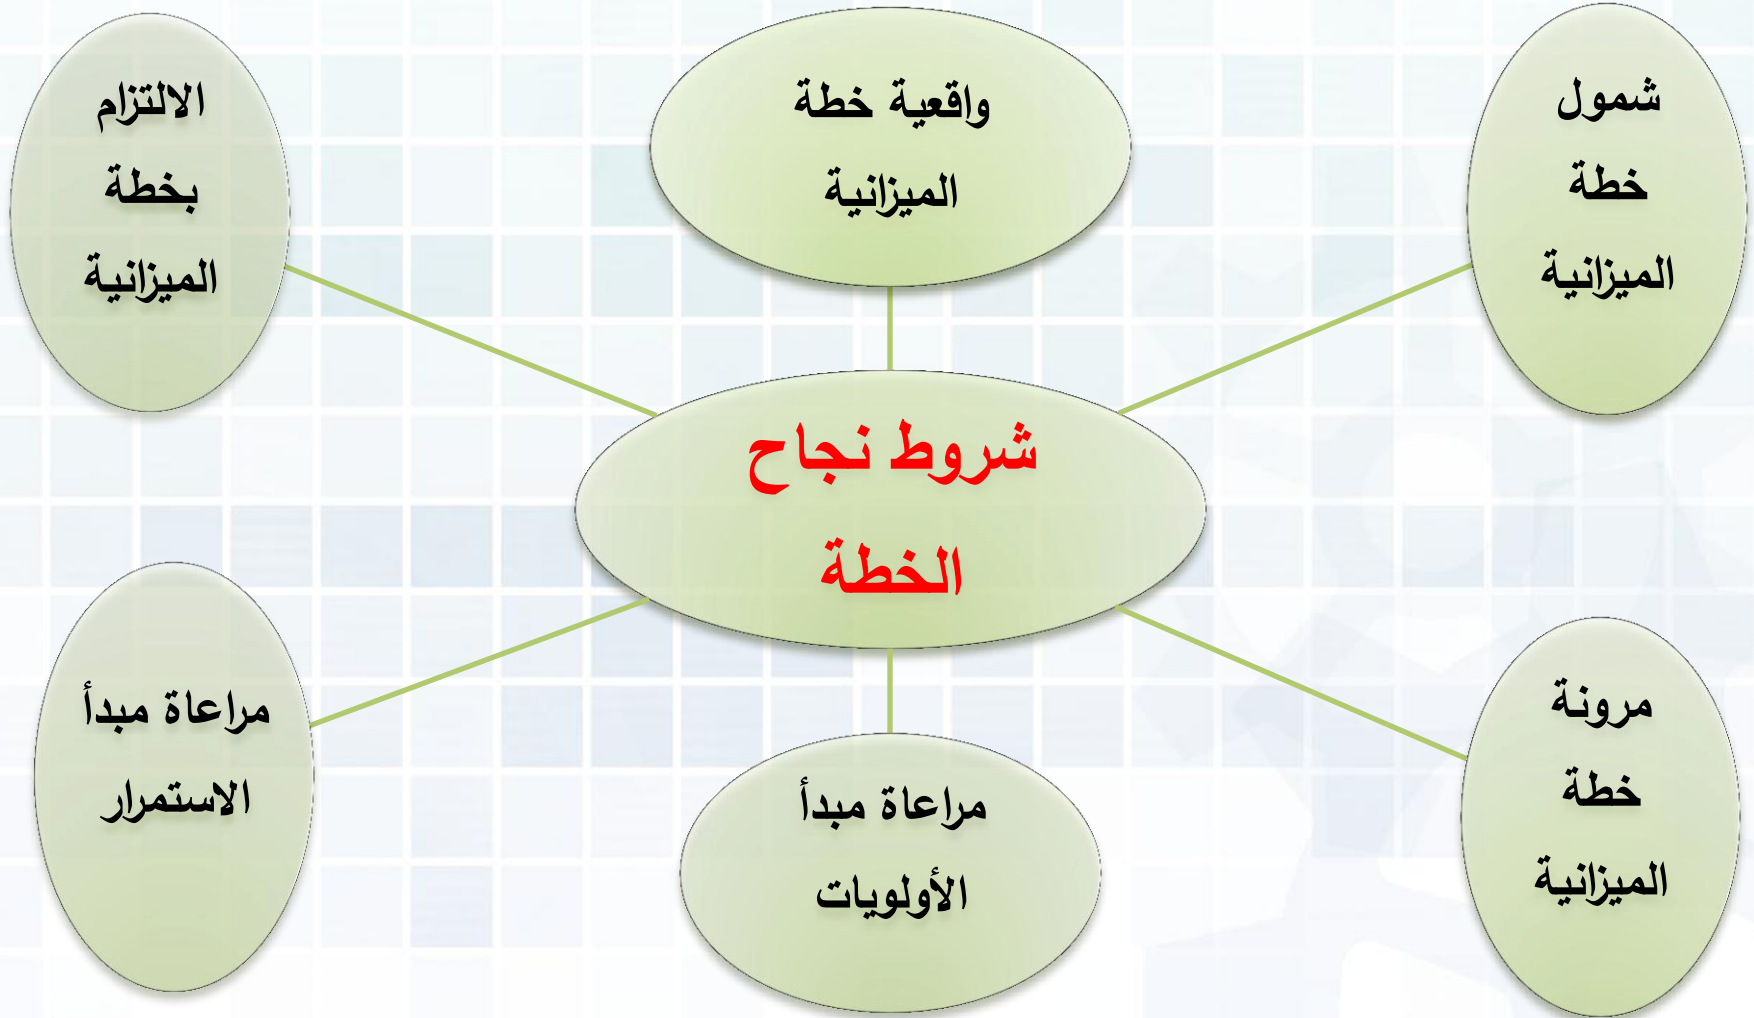 شمول
خطة
الميزانية
واقعية خطة
الميزانية
الالتزام
بخطة
الميزانية
شروط نجاح
الخطة
مرونة
خطة
الميزانية
مراعاة مبدأ
الأولويات
مراعاة مبدأ
الاستمرار